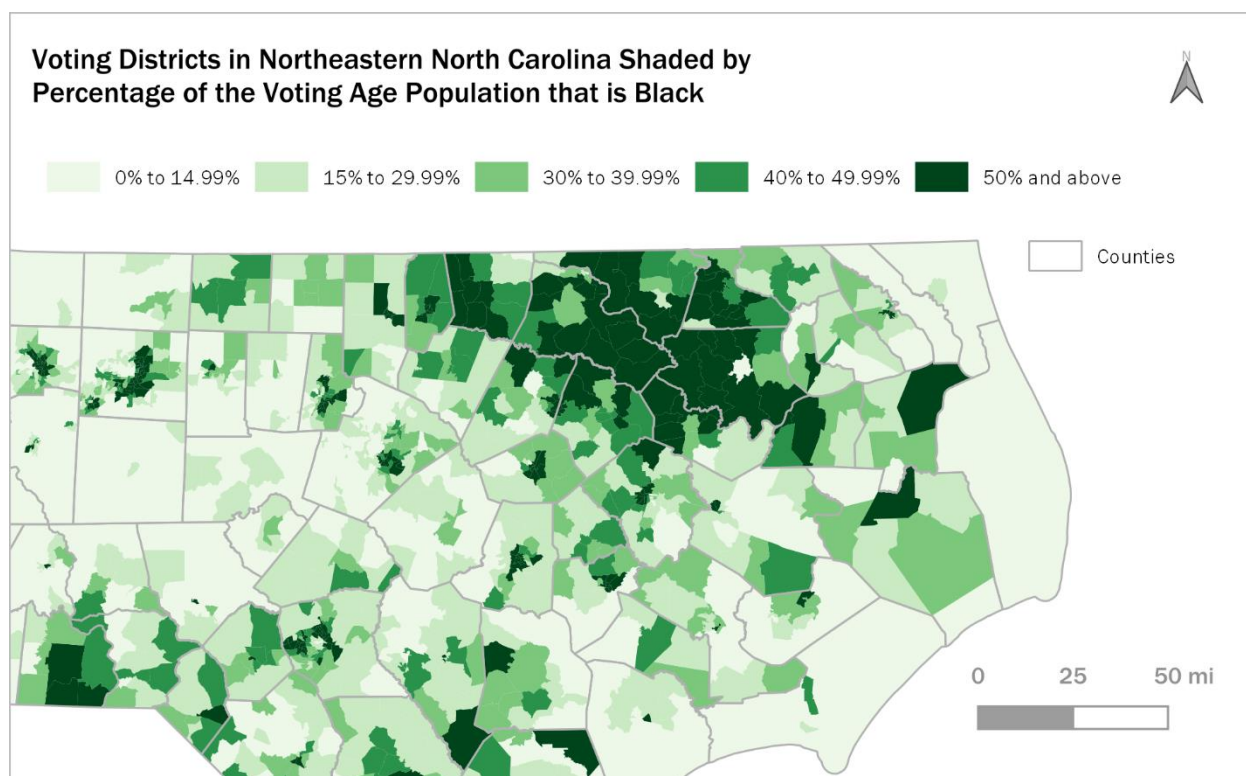 Voting Districts in Northeastern North Carolina Shaded by
Percentage of the Voting Age Population that is Black
N
0% to 14.99%
15% to 29.99%
30% to 39.99%
40% to 49.99%
50% and above
Counties
0 25 50 mi